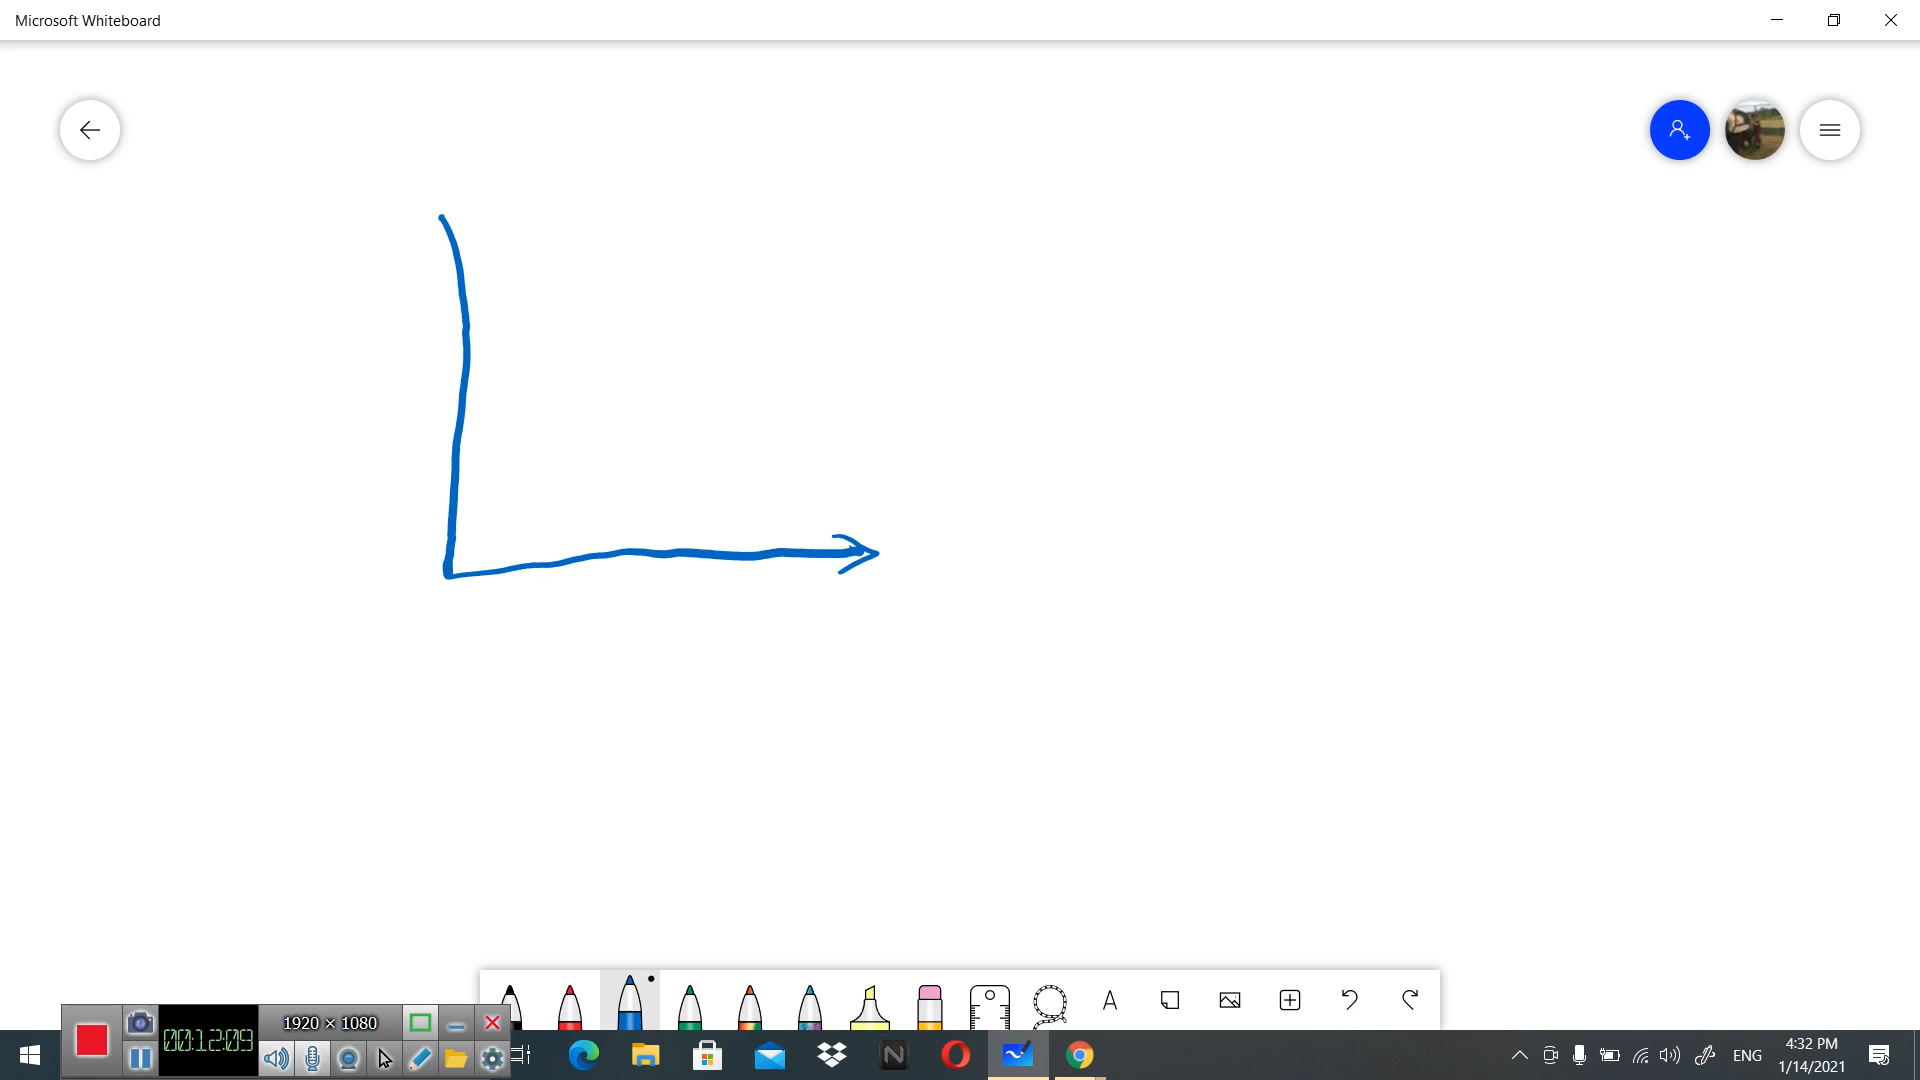 Microsoft Whiteboard
00:12:09
1920 × 1080
ENG
4:32 PM
1/14/2021